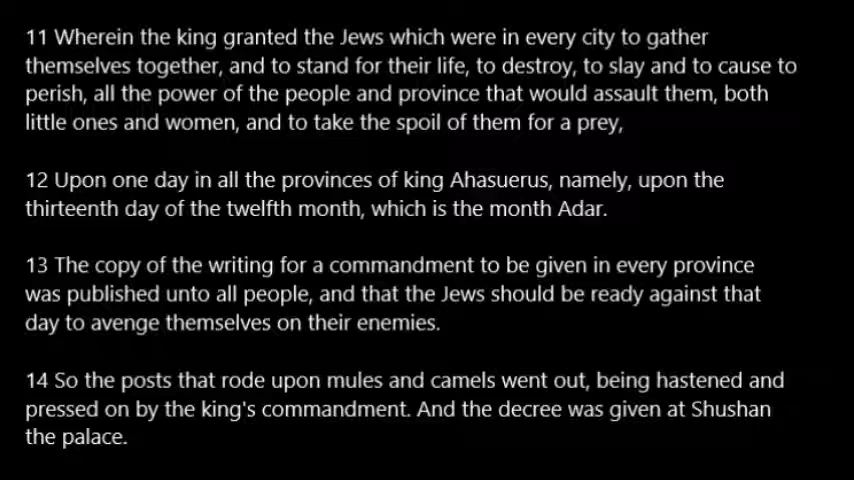 11 Wherein the king granted the Jews which were in every city to gather
themselves together, and to stand for their life, to destroy, to slay and to cause to
perish, all the power of the people and province that would assault them, both
little ones and women, and to take the spoil of them for a prey,
12 Upon one day in all the provinces of king Ahasuerus, namely, upon the
thirteenth day of the twelfth month, which is the month Adar.
13 The copy of the writing for a commandment to be given in every province
was published unto all people, and that the Jews should be ready against that
day to avenge themselves on their enemies.
14 So the posts that rode upon mules and camels went out, being hastened and
pressed on by the king's commandment. And the decree was given at Shushan
the palace.